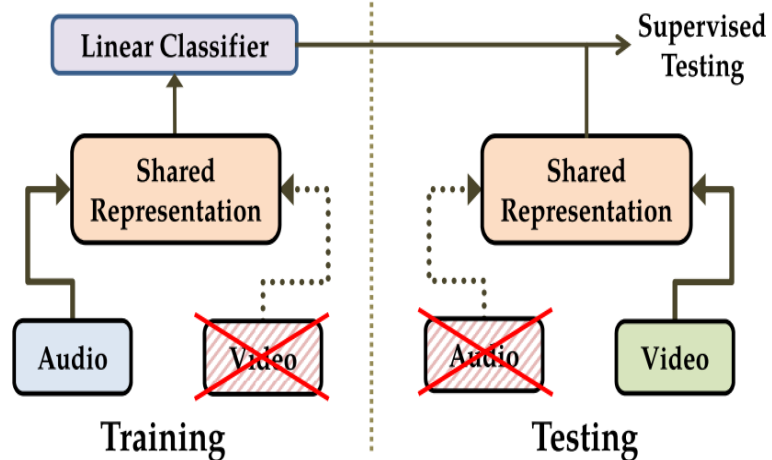 Linear Classifier
Supervised
Testing
Shared
Representation
Shared
Representation
Audio
Video
Audio
Video
Training
Testing